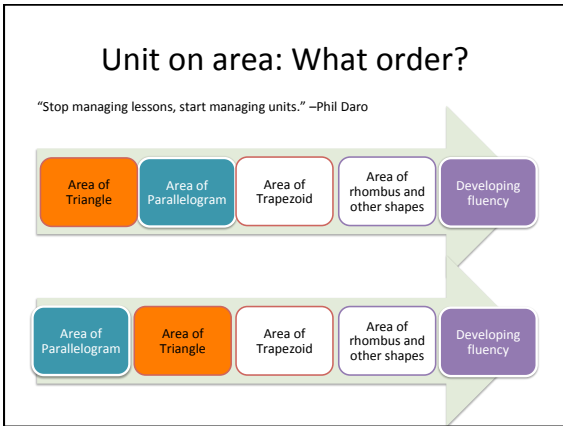 Unit on area: What order?
“Stop managing lessons, start managing units.” –Phil Daro
Area of
Triangle
Area of
Parallelogram
Area of
Trapezoid
Area of
rhombus and
other shapes
Developing
fluency
Area of
Parallelogram
Area of
Triangle
Area of
Trapezoid
Area of
rhombus and
other shapes
Developing
fluency